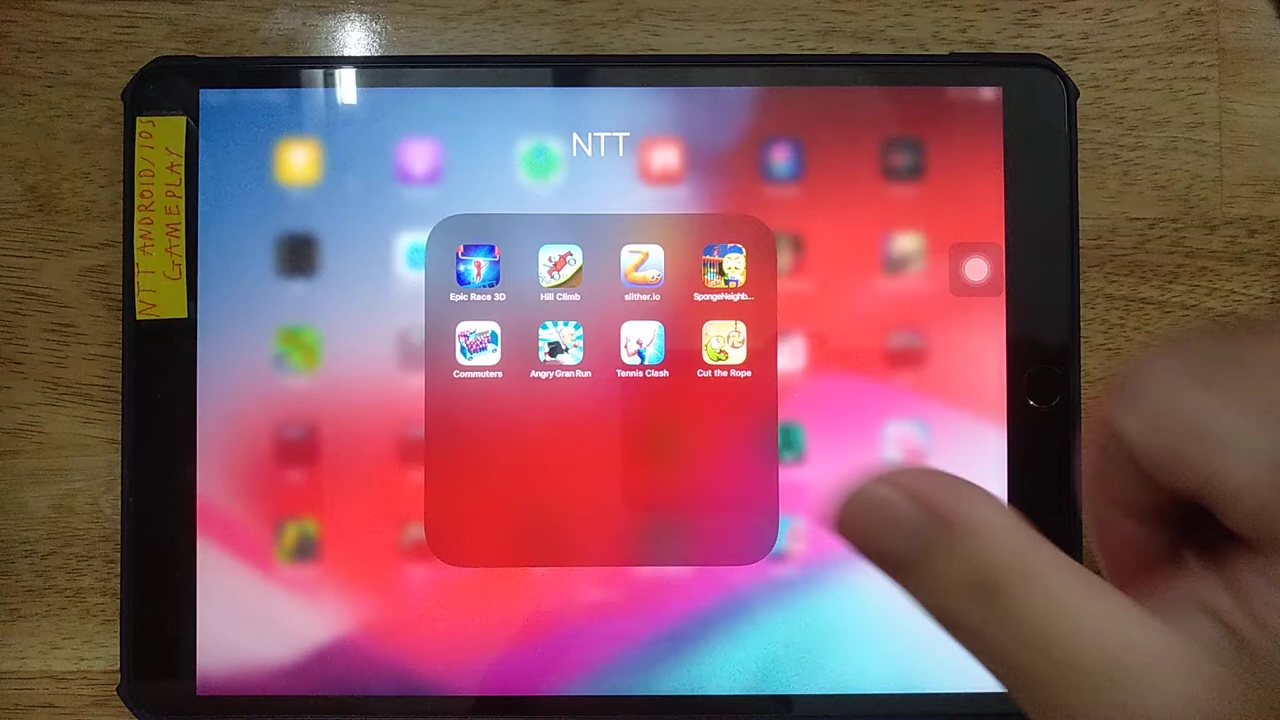 NTT ANDROID/IOS
GAMEPLAY
NTT
Epic Race 3D
Hill Climb
slither.io
SpongeNeighb...
Commuters
Angry Gran Run
Tennis Clash
Cut the Rope